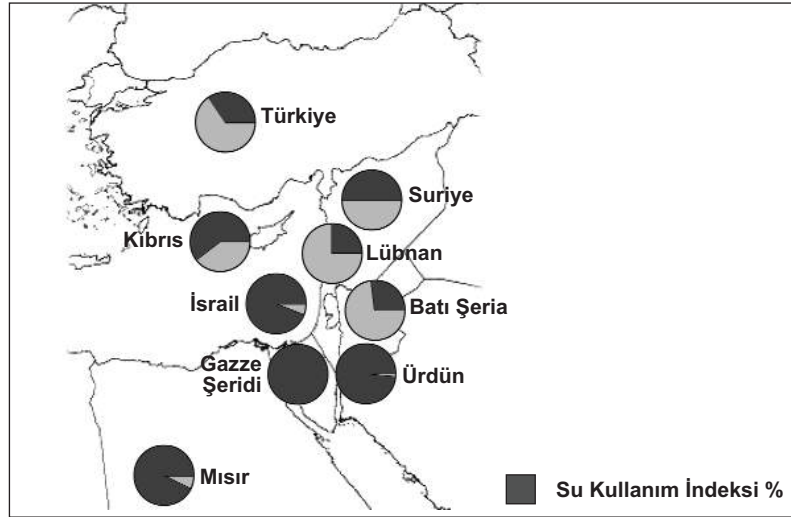 Türkiye
Suriye
Kıbrıs
Lübnan
İsrail
Batı Şeria
Gazze
Şeridi
Ürdün
Mısır
Su Kullanım İndeksi %